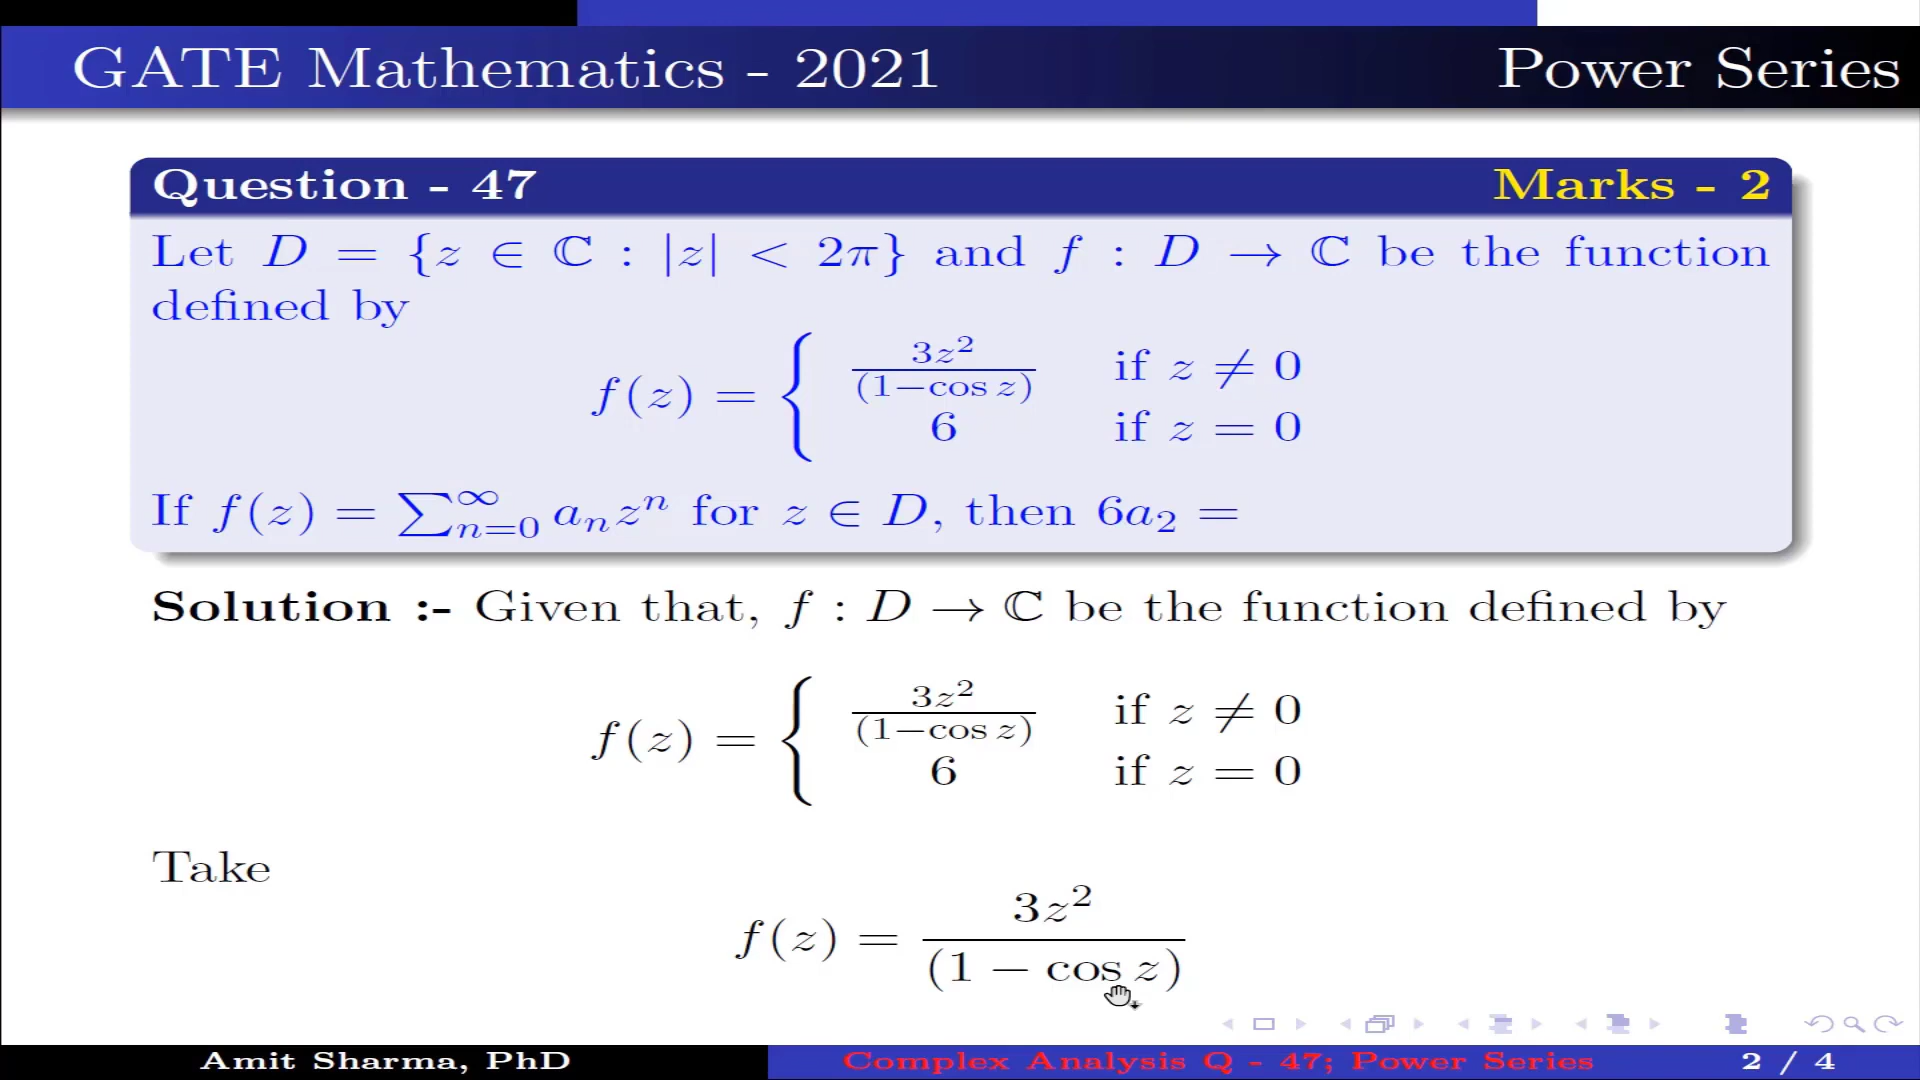 GATE Mathematics - 2021 Power Series
Question - 47 Marks - 2
Let D = {z ∈ ℂ : |z| < 2π} and f : D → ℂ be the function
defined by
f(z) = { 3z²/(1−cos z) if z ≠ 0
6 if z = 0
If f(z) = ∑_{n=0}^{∞} aₙzⁿ for z ∈ D, then 6a₂ =
Solution :- Given that, f : D → ℂ be the function defined by
f(z) = { 3z²/(1−cos z) if z ≠ 0
6 if z = 0
Take
f(z) = 3z²/(1 − cos z)
Amit Sharma, PhD Complex Analysis Q - 47; Power Series 2 / 4